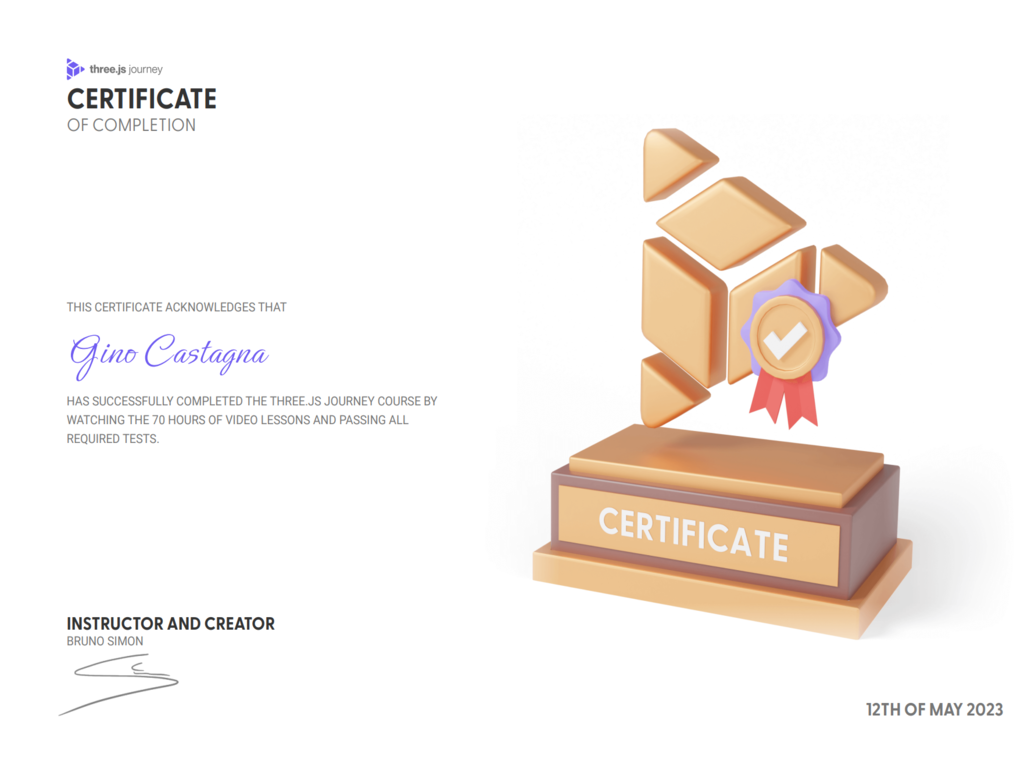 three.js journey
CERTIFICATE
OF COMPLETION
THIS CERTIFICATE ACKNOWLEDGES THAT
Gino Castagna
HAS SUCCESSFULLY COMPLETED THE THREE.JS JOURNEY COURSE BY
WATCHING THE 70 HOURS OF VIDEO LESSONS AND PASSING ALL
REQUIRED TESTS.
CERTIFICATE
INSTRUCTOR AND CREATOR
BRUNO SIMON
12TH OF MAY 2023